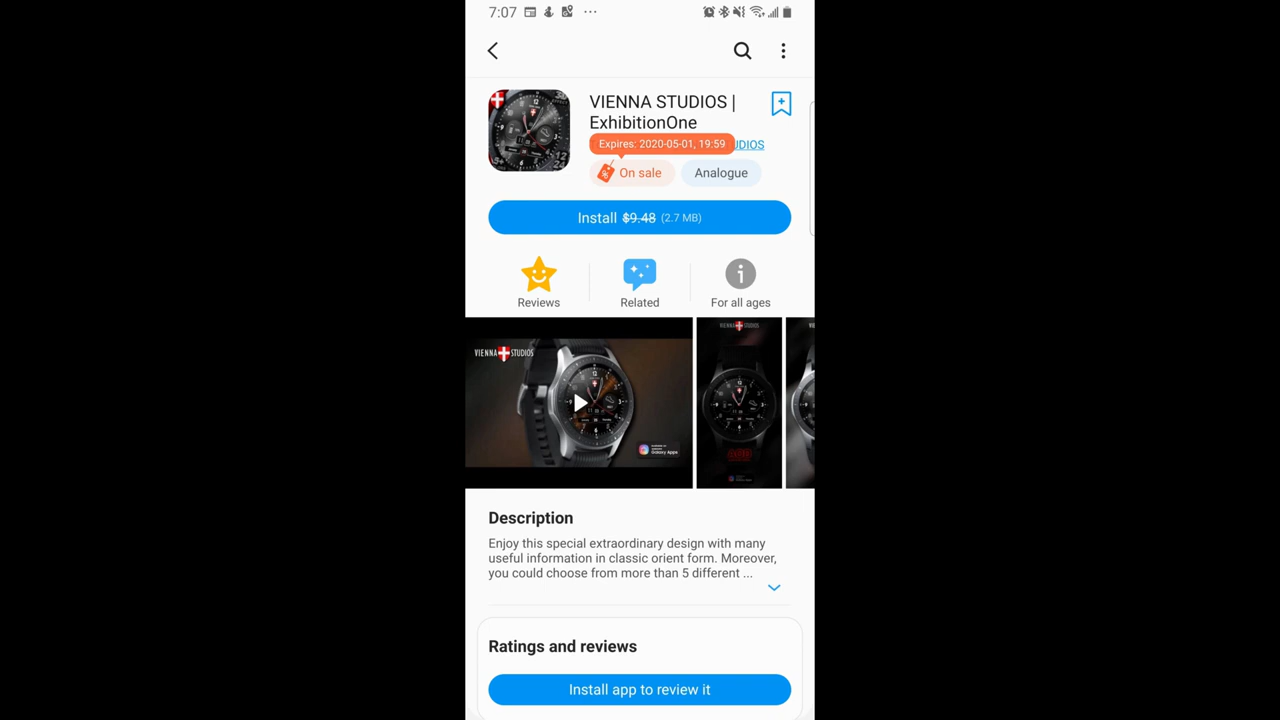 7:07
VIENNA STUDIOS |
ExhibitionOne
Expires: 2020-05-01, 19:59
UDIOS
On sale
Analogue
Install $9.48 (2.7 MB)
Reviews
Related
For all ages
VIENNA STUDIOS
Galaxy Apps
Description
Enjoy this special extraordinary design with many
useful information in classic orient form. Moreover,
you could choose from more than 5 different ...
Ratings and reviews
Install app to review it